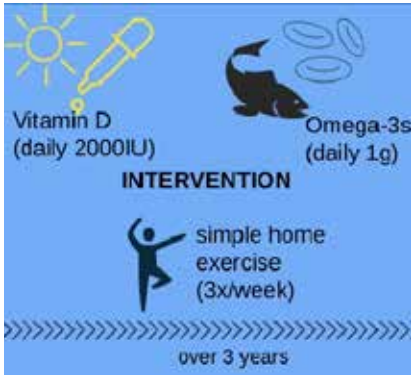 Vitamin D
(daily 2000IU)
Omega-3s
(daily 1g)
INTERVENTION
simple home
exercise
(3x/week)
over 3 years